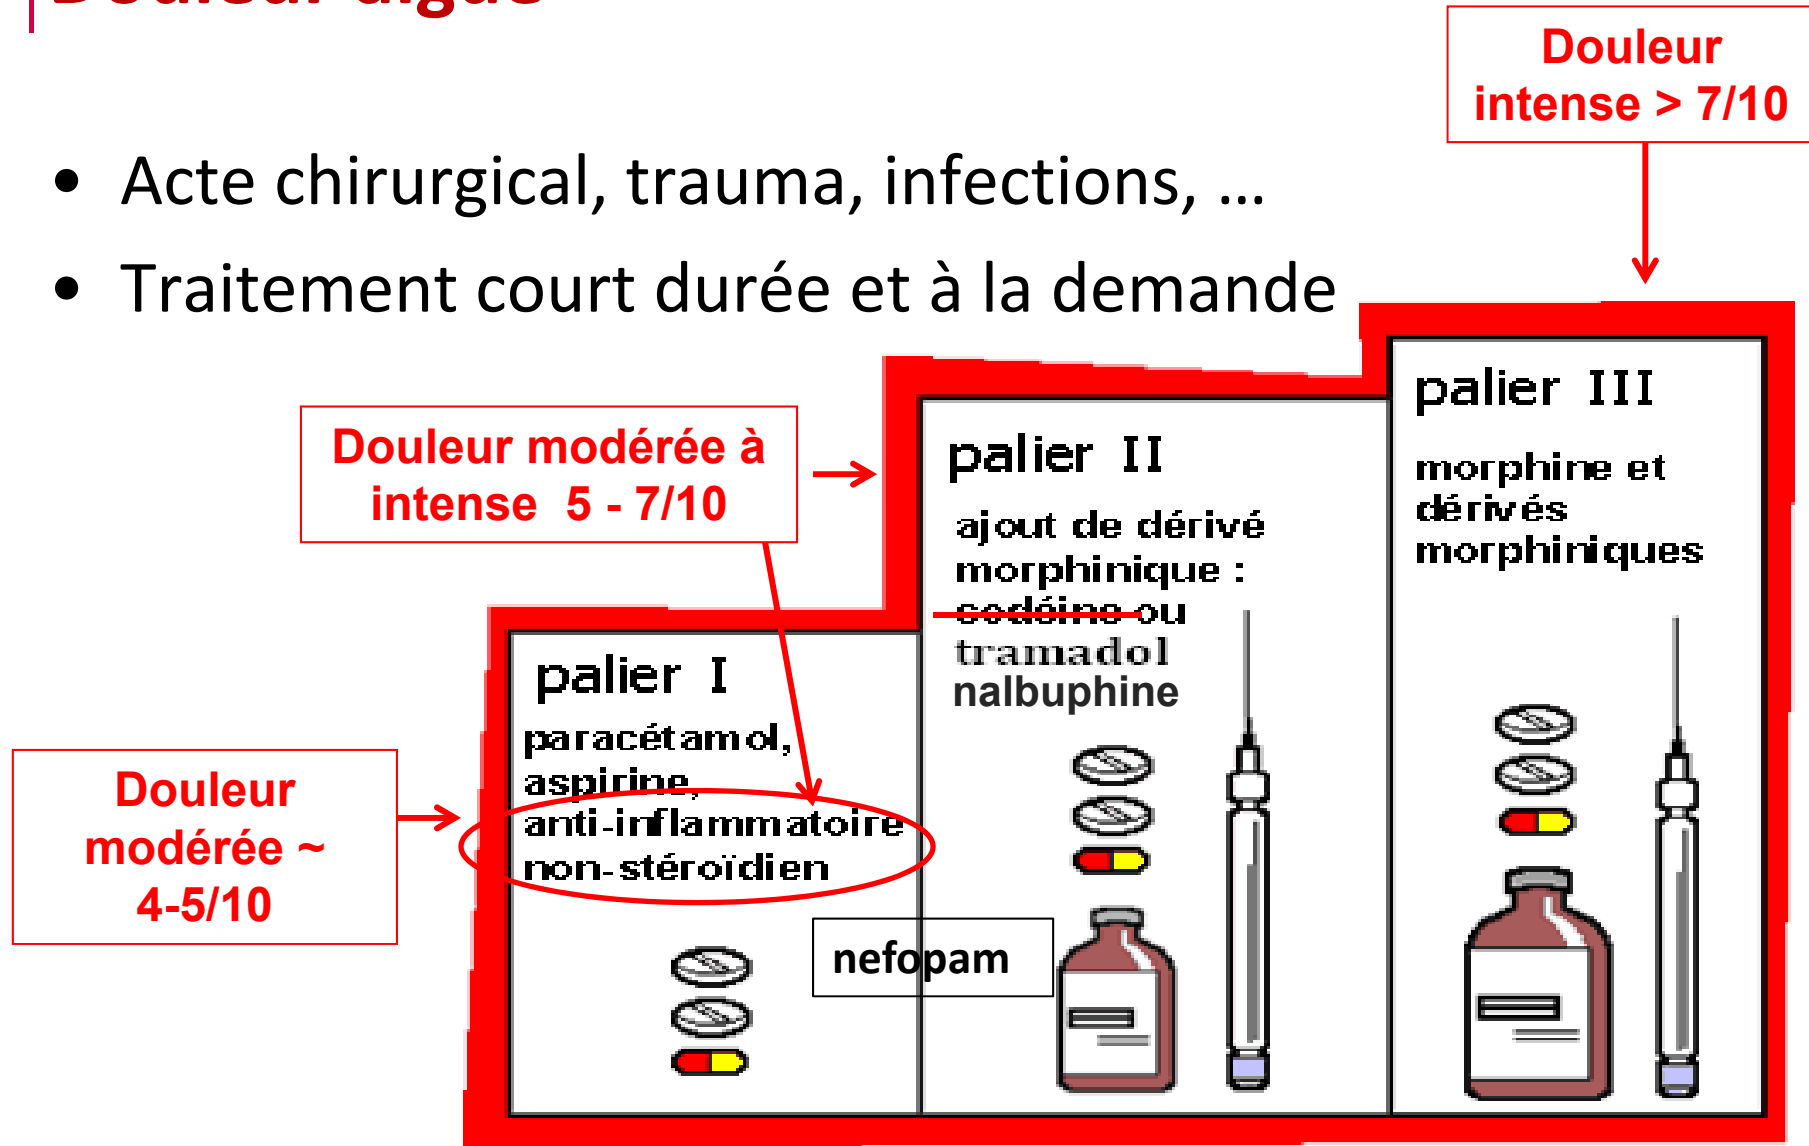 Douleur aiguë
Douleur
intense > 7/10
• Acte chirurgical, trauma, infections, ...
• Traitement court durée et à la demande
Douleur modérée à
intense 5 - 7/10
Douleur
modérée ~
4-5/10
palier I
paracétamol,
aspirine,
anti-inflammatoire
non-stéroïdien
nefopam
palier II
ajout de dérivé
morphinique :
codéine ou
tramadol
nalbuphine
palier III
morphine et
dérivés
morphiniques